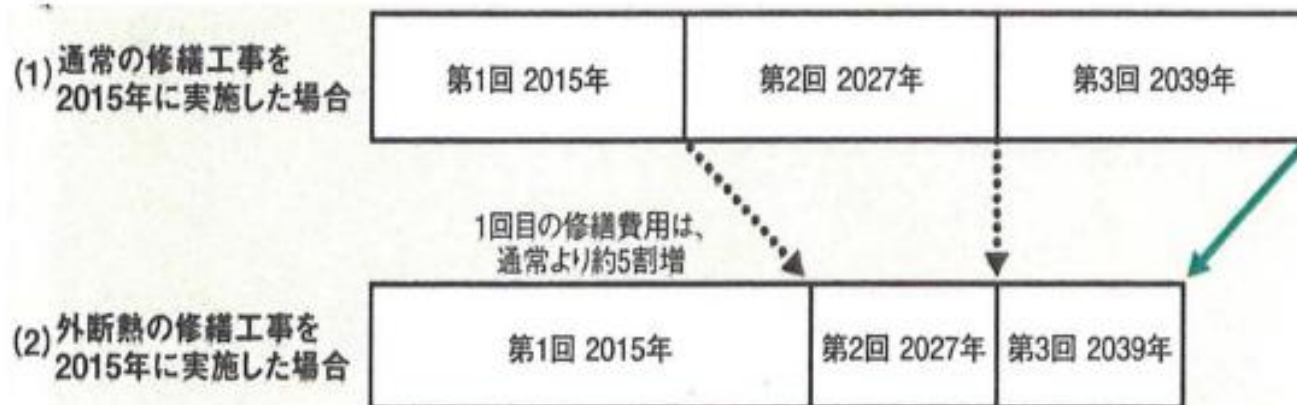 (1) 通常の修繕工事を
2015年に実施した場合
第1回 2015年
第2回 2027年
第3回 2039年
1回目の修繕費用は、
通常より約5割増
(2) 外断熱の修繕工事を
2015年に実施した場合
第1回 2015年
第2回 2027年
第3回 2039年